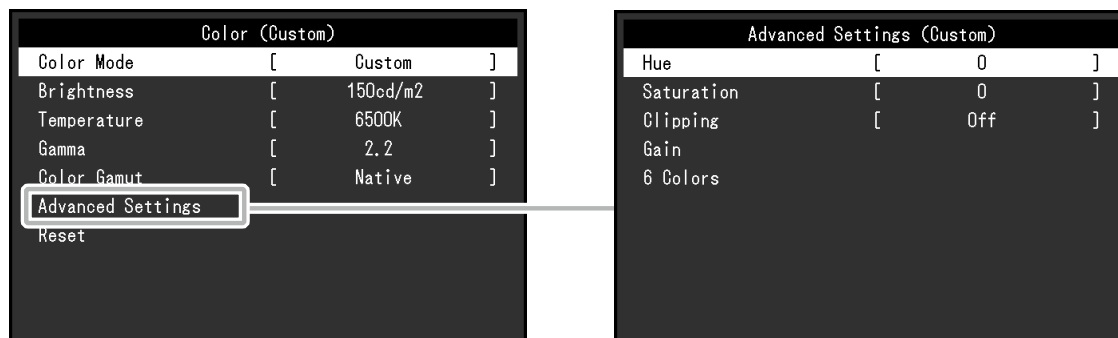 Color (Custom)
Color Mode [ Custom ]
Brightness [ 150cd/m2 ]
Temperature [ 6500K ]
Gamma [ 2.2 ]
Color Gamut [ Native ]
Advanced Settings
Reset
Advanced Settings (Custom)
Hue [ 0 ]
Saturation [ 0 ]
Clipping [ Off ]
Gain
6 Colors